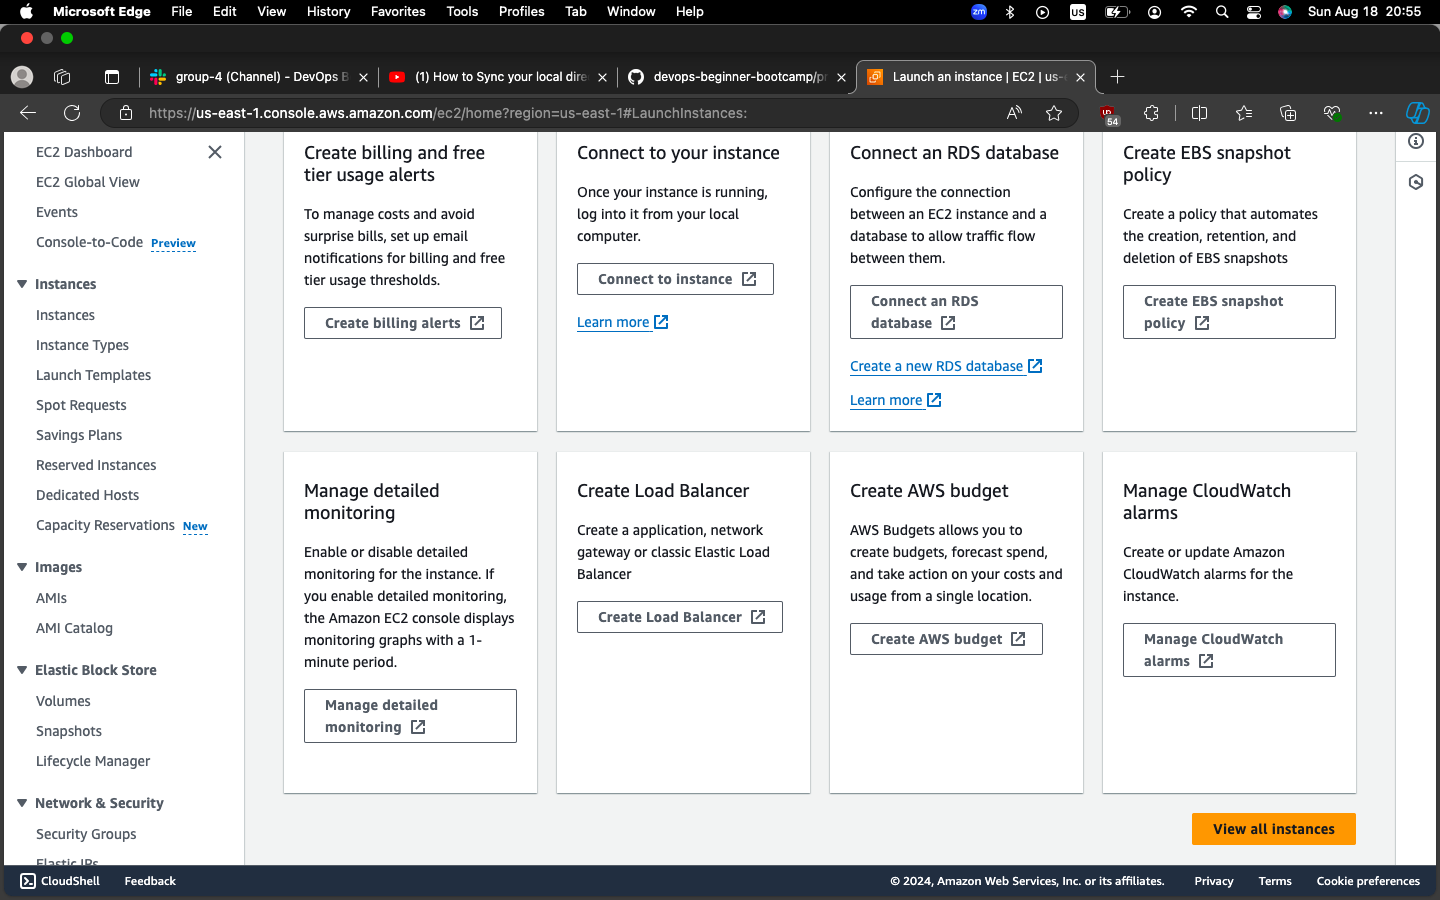 Microsoft Edge File Edit View History Favorites Tools Profiles Tab Window Help zm US Sun Aug 18 20:55
group-4 (Channel) - DevOps B
(1) How to Sync your local dire
devops-beginner-bootcamp/pr
Launch an instance | EC2 | us-e
https://us-east-1.console.aws.amazon.com/ec2/home?region=us-east-1#LaunchInstances:
54
EC2 Dashboard
EC2 Global View
Events
Console-to-Code Preview
Instances
Instances
Instance Types
Launch Templates
Spot Requests
Savings Plans
Reserved Instances
Dedicated Hosts
Capacity Reservations New
Images
AMIs
AMI Catalog
Elastic Block Store
Volumes
Snapshots
Lifecycle Manager
Network & Security
Security Groups
Elastic IPs
Create billing and free
tier usage alerts
To manage costs and avoid
surprise bills, set up email
notifications for billing and free
tier usage thresholds.
Create billing alerts
Connect to your instance
Once your instance is running,
log into it from your local
computer.
Connect to instance
Learn more
Connect an RDS database
Configure the connection
between an EC2 instance and a
database to allow traffic flow
between them.
Connect an RDS
database
Create a new RDS database
Learn more
Create EBS snapshot
policy
Create a policy that automates
the creation, retention, and
deletion of EBS snapshots
Create EBS snapshot
policy
Manage detailed
monitoring
Enable or disable detailed
monitoring for the instance. If
you enable detailed monitoring,
the Amazon EC2 console displays
monitoring graphs with a 1-
minute period.
Manage detailed
monitoring
Create Load Balancer
Create a application, network
gateway or classic Elastic Load
Balancer
Create Load Balancer
Create AWS budget
AWS Budgets allows you to
create budgets, forecast spend,
and take action on your costs and
usage from a single location.
Create AWS budget
Manage CloudWatch
alarms
Create or update Amazon
CloudWatch alarms for the
instance.
Manage CloudWatch
alarms
View all instances
CloudShell Feedback © 2024, Amazon Web Services, Inc. or its affiliates. Privacy Terms Cookie preferences